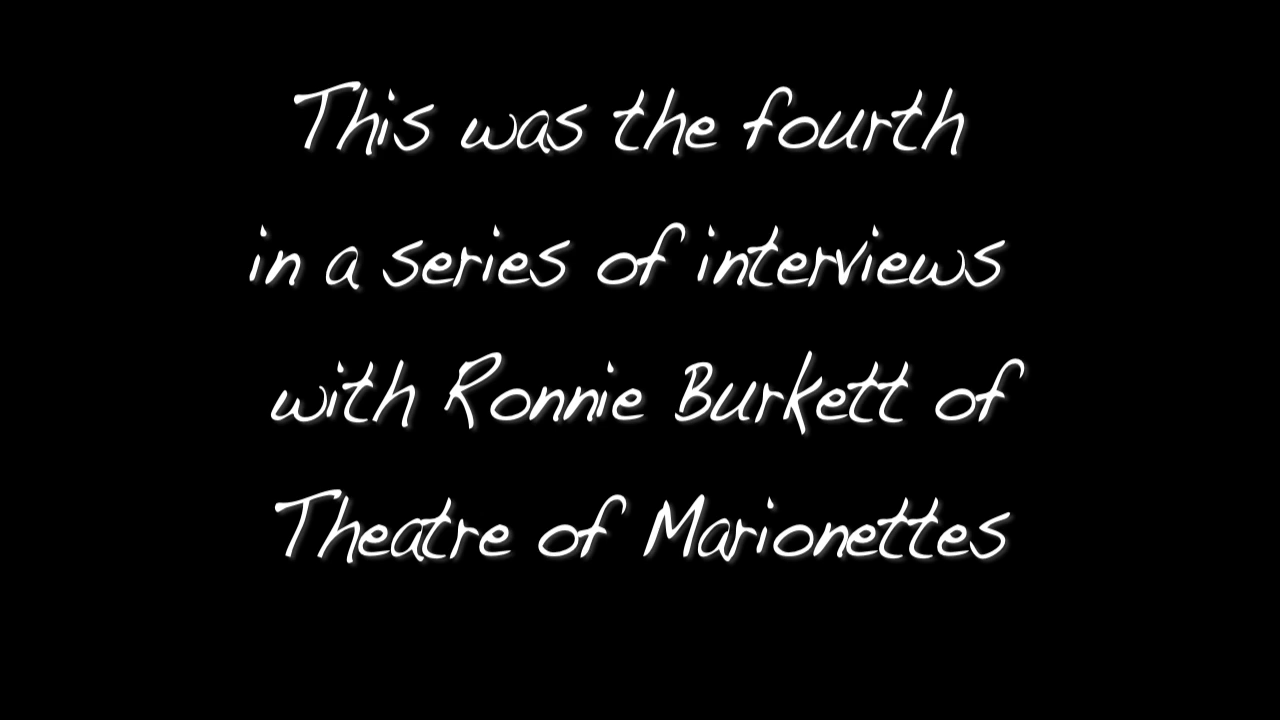 This was the fourth
in a series of interviews
with Ronnie Burkett of
Theatre of Marionettes